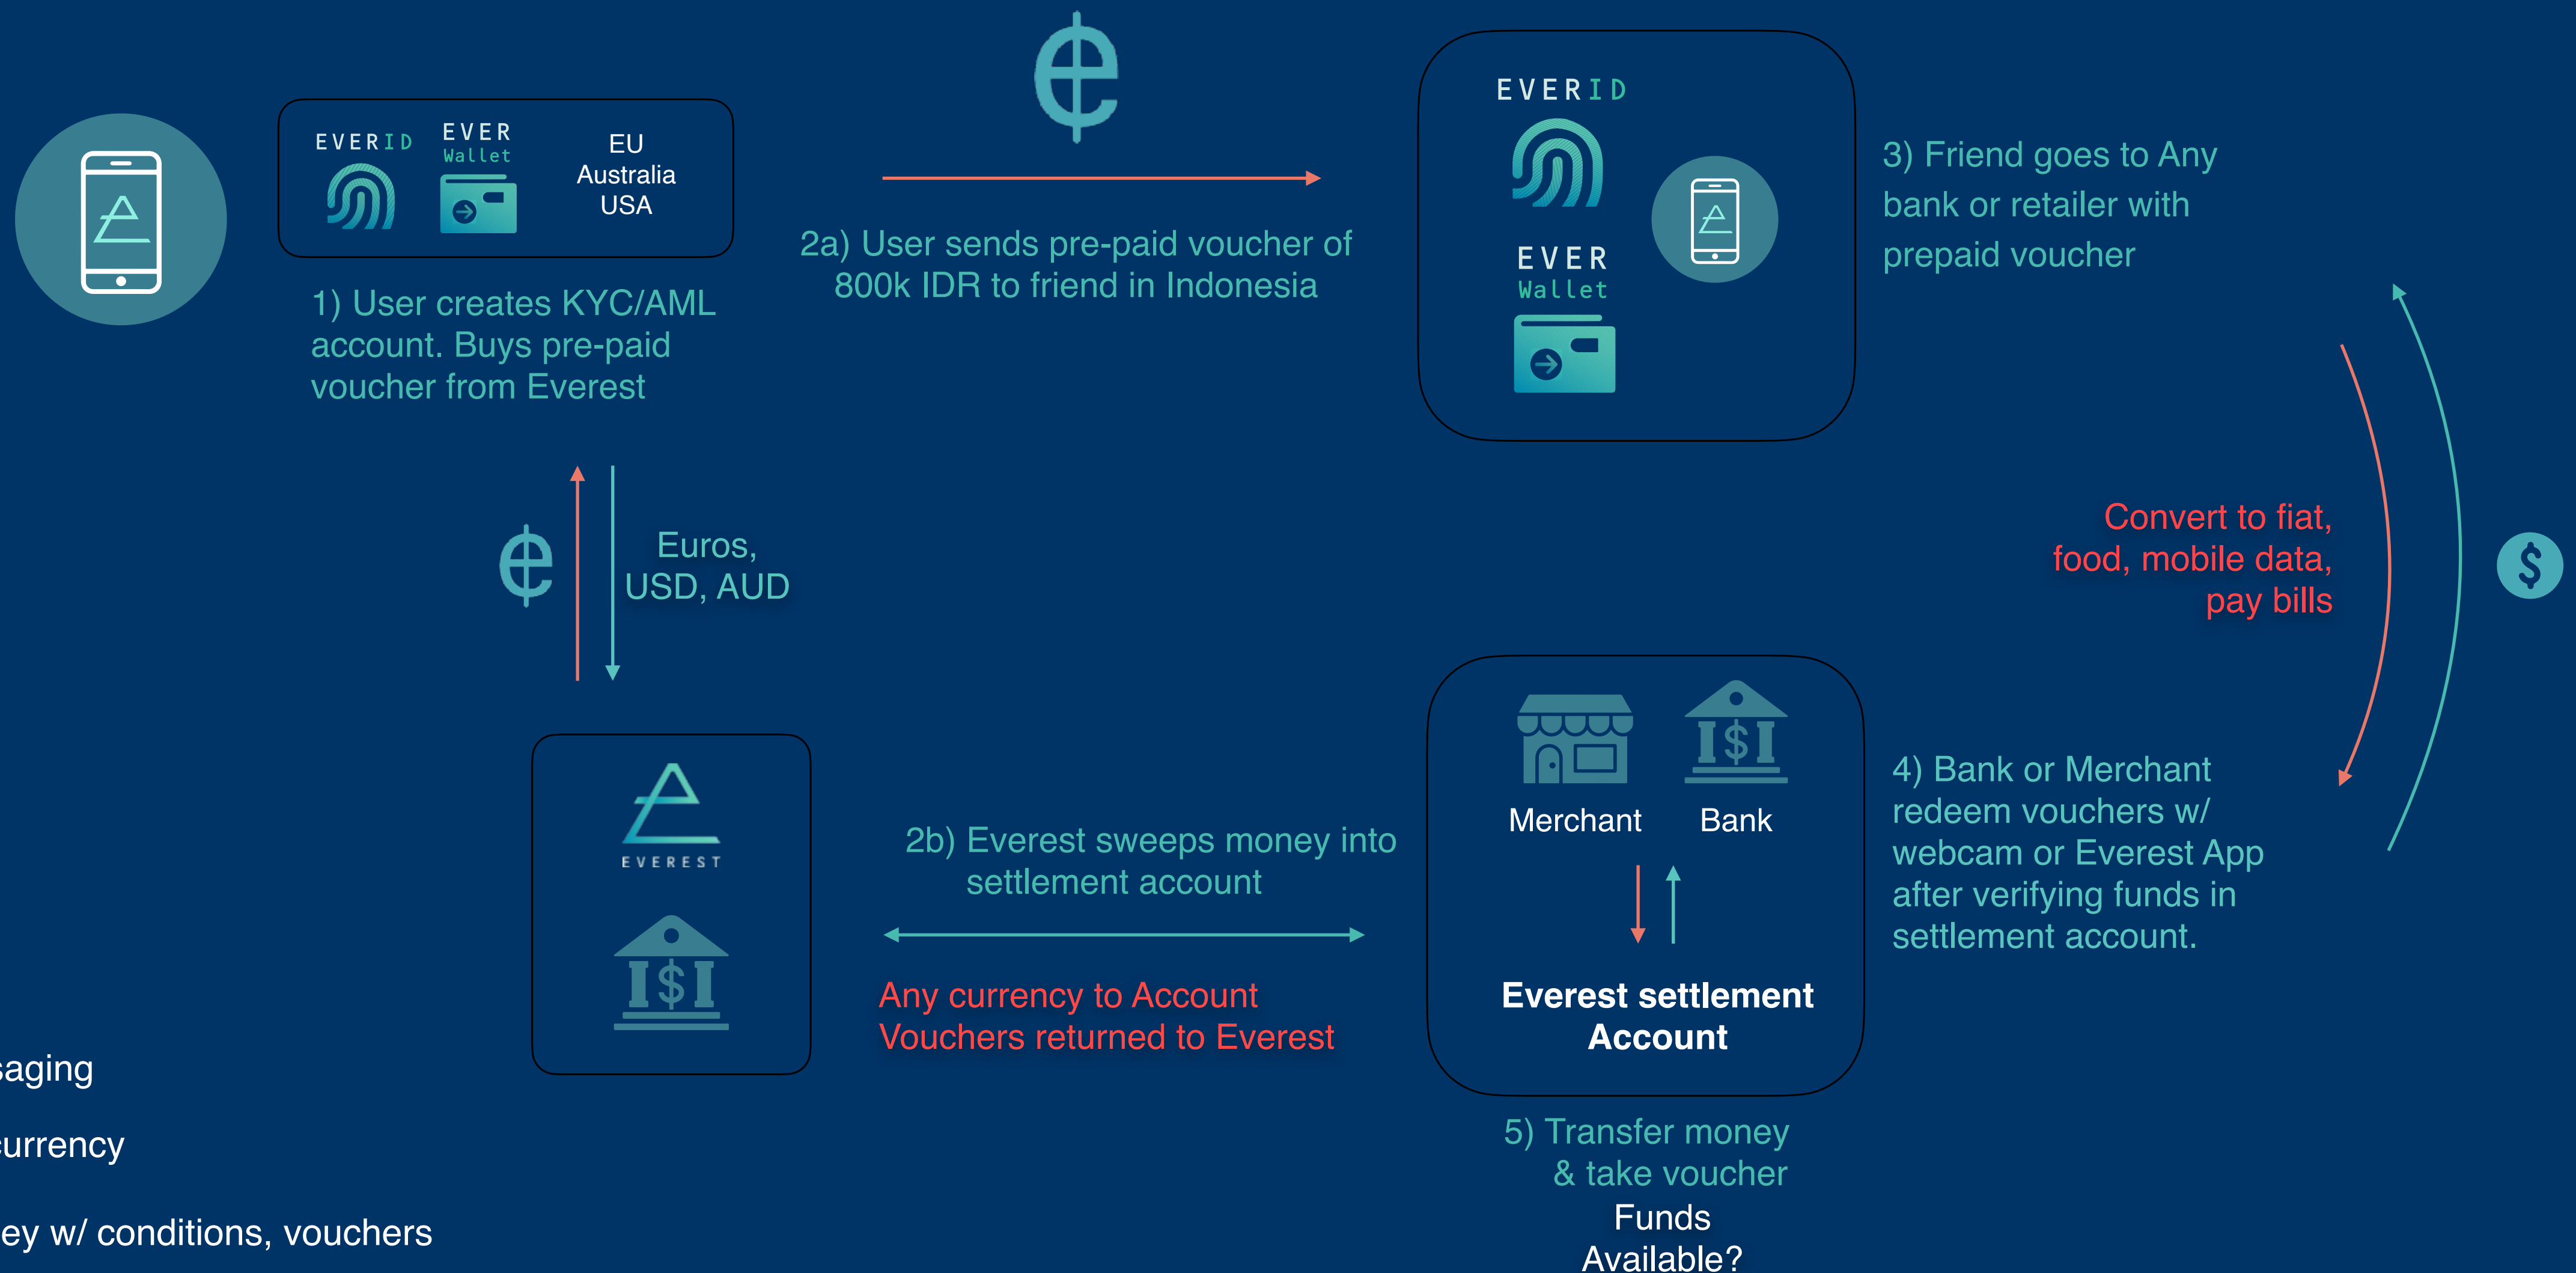 EVERID
EVER
Wallet
EU
Australia
USA
1) User creates KYC/AML
account. Buys pre-paid
voucher from Everest
2a) User sends pre-paid voucher of
800k IDR to friend in Indonesia
EVERID
EVER
Wallet
3) Friend goes to Any
bank or retailer with
prepaid voucher
Euros,
USD, AUD
Convert to fiat,
food, mobile data,
pay bills
$
EVEREST
$
2b) Everest sweeps money into
settlement account
Any currency to Account
Vouchers returned to Everest
$
Merchant
Bank
Everest settlement
Account
4) Bank or Merchant
redeem vouchers w/
webcam or Everest App
after verifying funds in
settlement account.
5) Transfer money
& take voucher
Funds
Available?
saging
currency
ey w/ conditions, vouchers